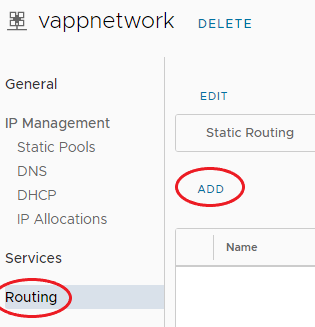 vappnetwork DELETE
General
IP Management
Static Pools
DNS
DHCP
IP Allocations
Services
Routing
EDIT
Static Routing
ADD
Name